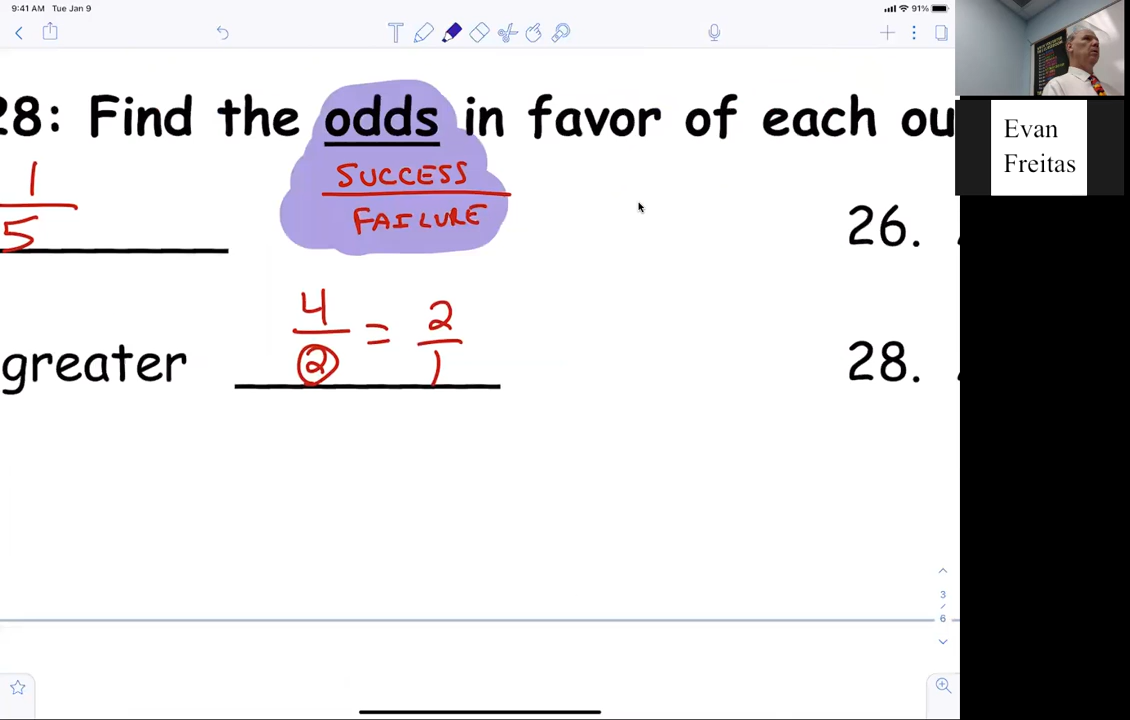 9:41 AM Tue Jan 9
91%
28: Find the odds in favor of each ou
SUCCESS
FAILURE
1
5
26.
4/2 = 2/1
greater
28.
3
/
6
Evan
Freitas